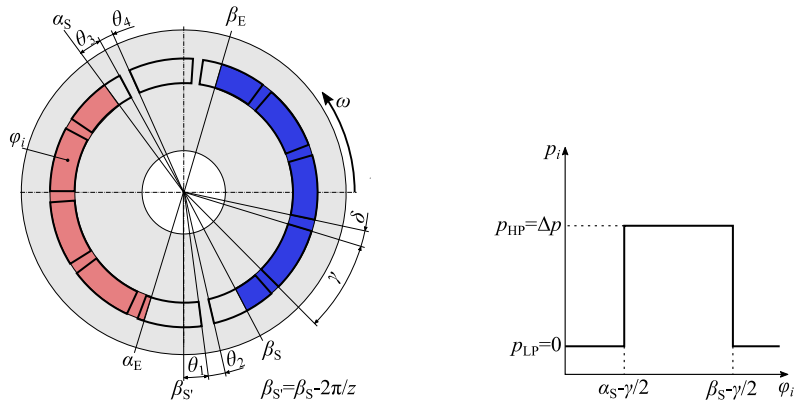 α_S
θ_3
θ_4
β_E
ω
φ_i
δ
γ
α_E
β_S'
θ_1
θ_2
β_S
β_S'=β_S-2π/z
p_i
p_HP=Δp
p_LP=0
α_S-γ/2
β_S-γ/2
φ_i